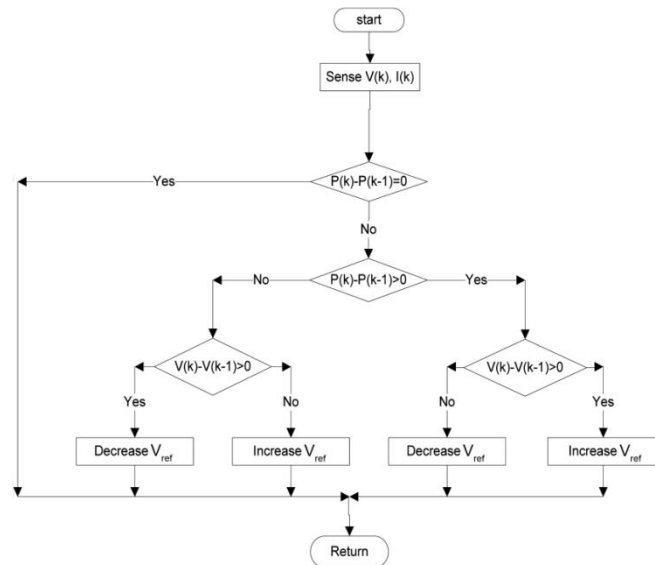 start
Sense V(k), I(k)
Yes
P(k)-P(k-1)=0
No
No
P(k)-P(k-1)>0
Yes
V(k)-V(k-1)>0
V(k)-V(k-1)>0
Yes
No
No
Yes
Decrease Vref
Increase Vref
Decrease Vref
Increase Vref
Return